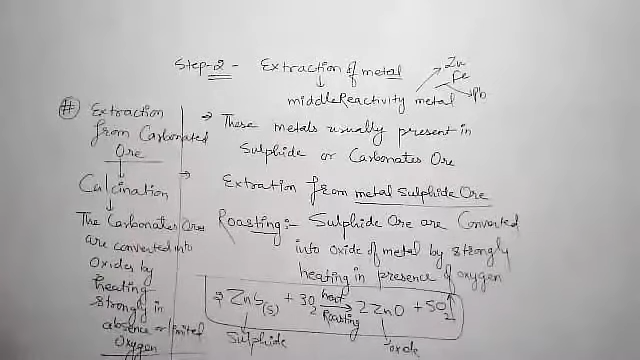 Step-2 - Extraction of metal
middle Reactivity metal
Zn
Fe
Pb
# Extraction from Carbonated Ore
Calcination
The Carbonates Ore are converted into Oxides by heating strongly in absence or limited Oxygen
→ These metals usually present in Sulphide or Carbonates Ore
⇒ Extration from metal Sulphide Ore
Roasting:- Sulphide Ore are Converted into oxide of metal by strongly heating in presence of oxygen
⇒ ZnS(s) + 3O2 heat Roasting → 2ZnO + SO2
Sulphide
oxide